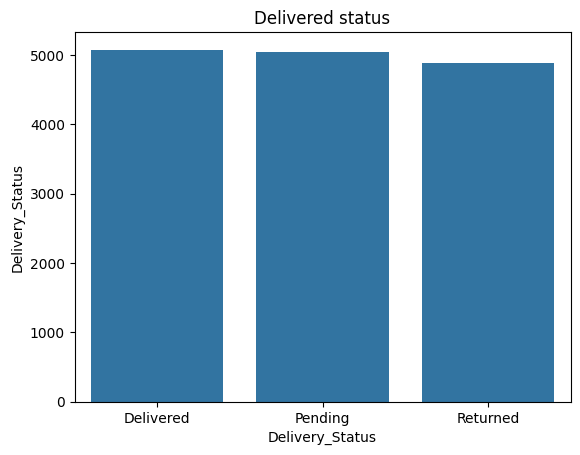 Delivered status
Delivery_Status
5000
4000
3000
2000
1000
0
Delivered Pending Returned
Delivery_Status